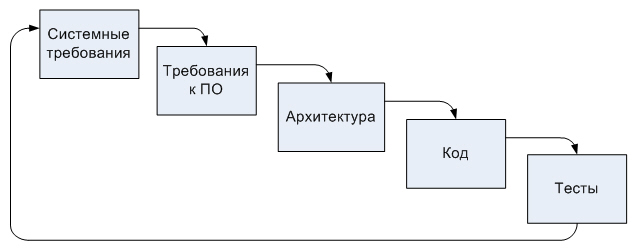 Системные
требования
Требования
к ПО
Архитектура
Код
Тесты